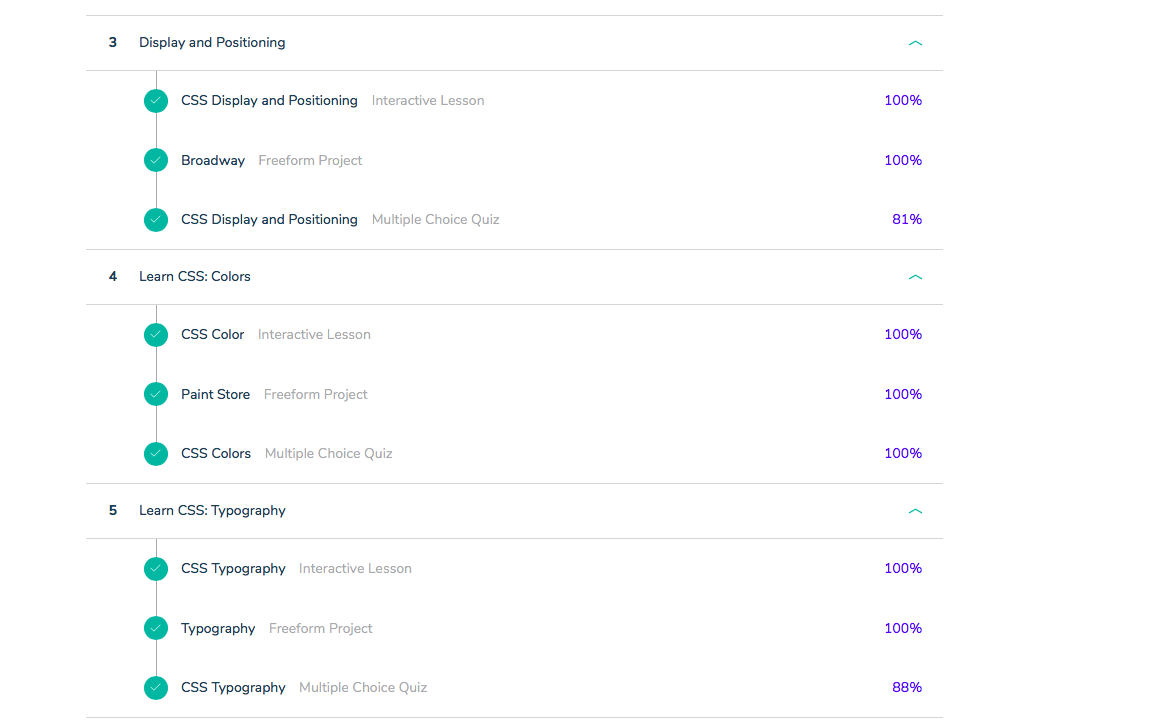 3 Display and Positioning
CSS Display and Positioning Interactive Lesson 100%
Broadway Freeform Project 100%
CSS Display and Positioning Multiple Choice Quiz 81%
4 Learn CSS: Colors
CSS Color Interactive Lesson 100%
Paint Store Freeform Project 100%
CSS Colors Multiple Choice Quiz 100%
5 Learn CSS: Typography
CSS Typography Interactive Lesson 100%
Typography Freeform Project 100%
CSS Typography Multiple Choice Quiz 88%